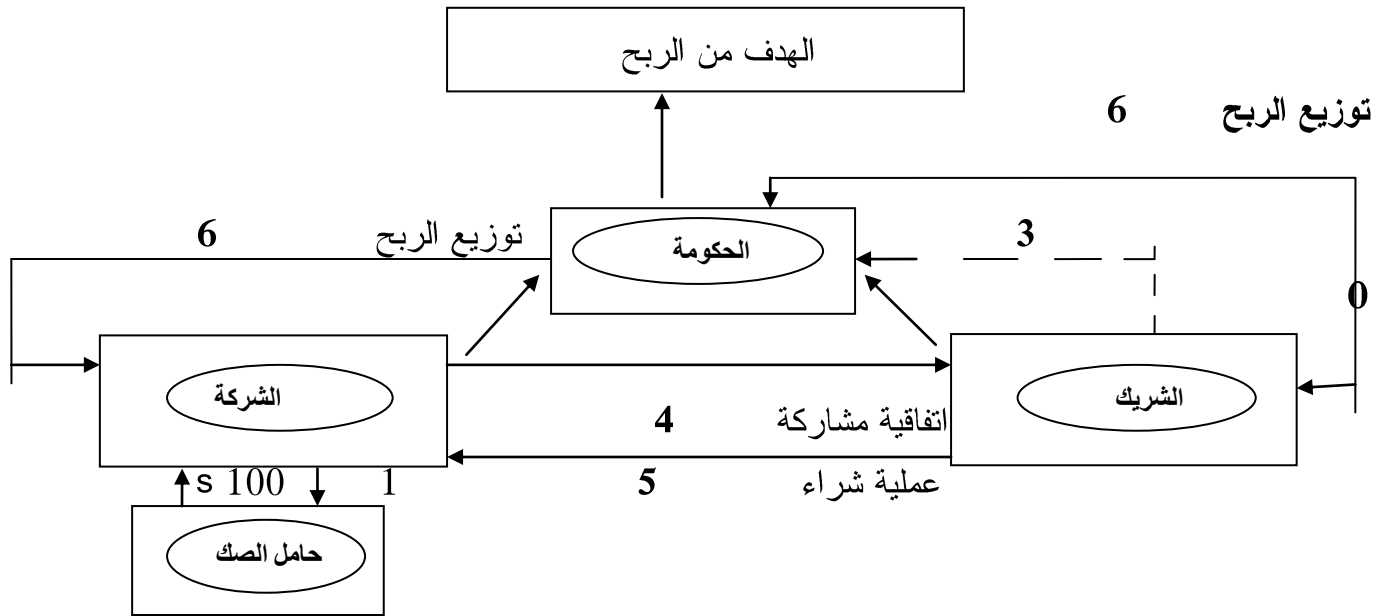 الهدف من الربح
توزيع الربح 6
توزيع الربح 6
الحكومة
3
0
الشركة
الشريك
اتفاقية مشاركة 4
عملية شراء 5
s 100 1
حامل الصك